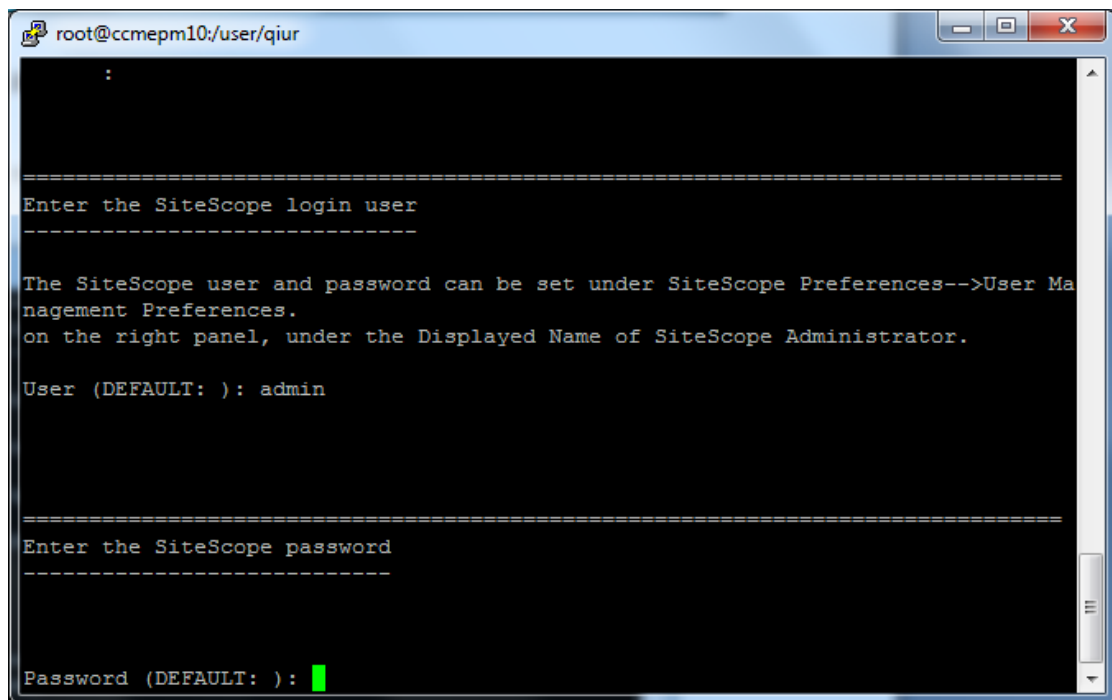 root@ccmepm10:/user/qiur
:
================================================================================
Enter the SiteScope login user
------------------------------
The SiteScope user and password can be set under SiteScope Preferences-->User Ma
nagement Preferences.
on the right panel, under the Displayed Name of SiteScope Administrator.
User (DEFAULT: ): admin
================================================================================
Enter the SiteScope password
----------------------------
Password (DEFAULT: ):